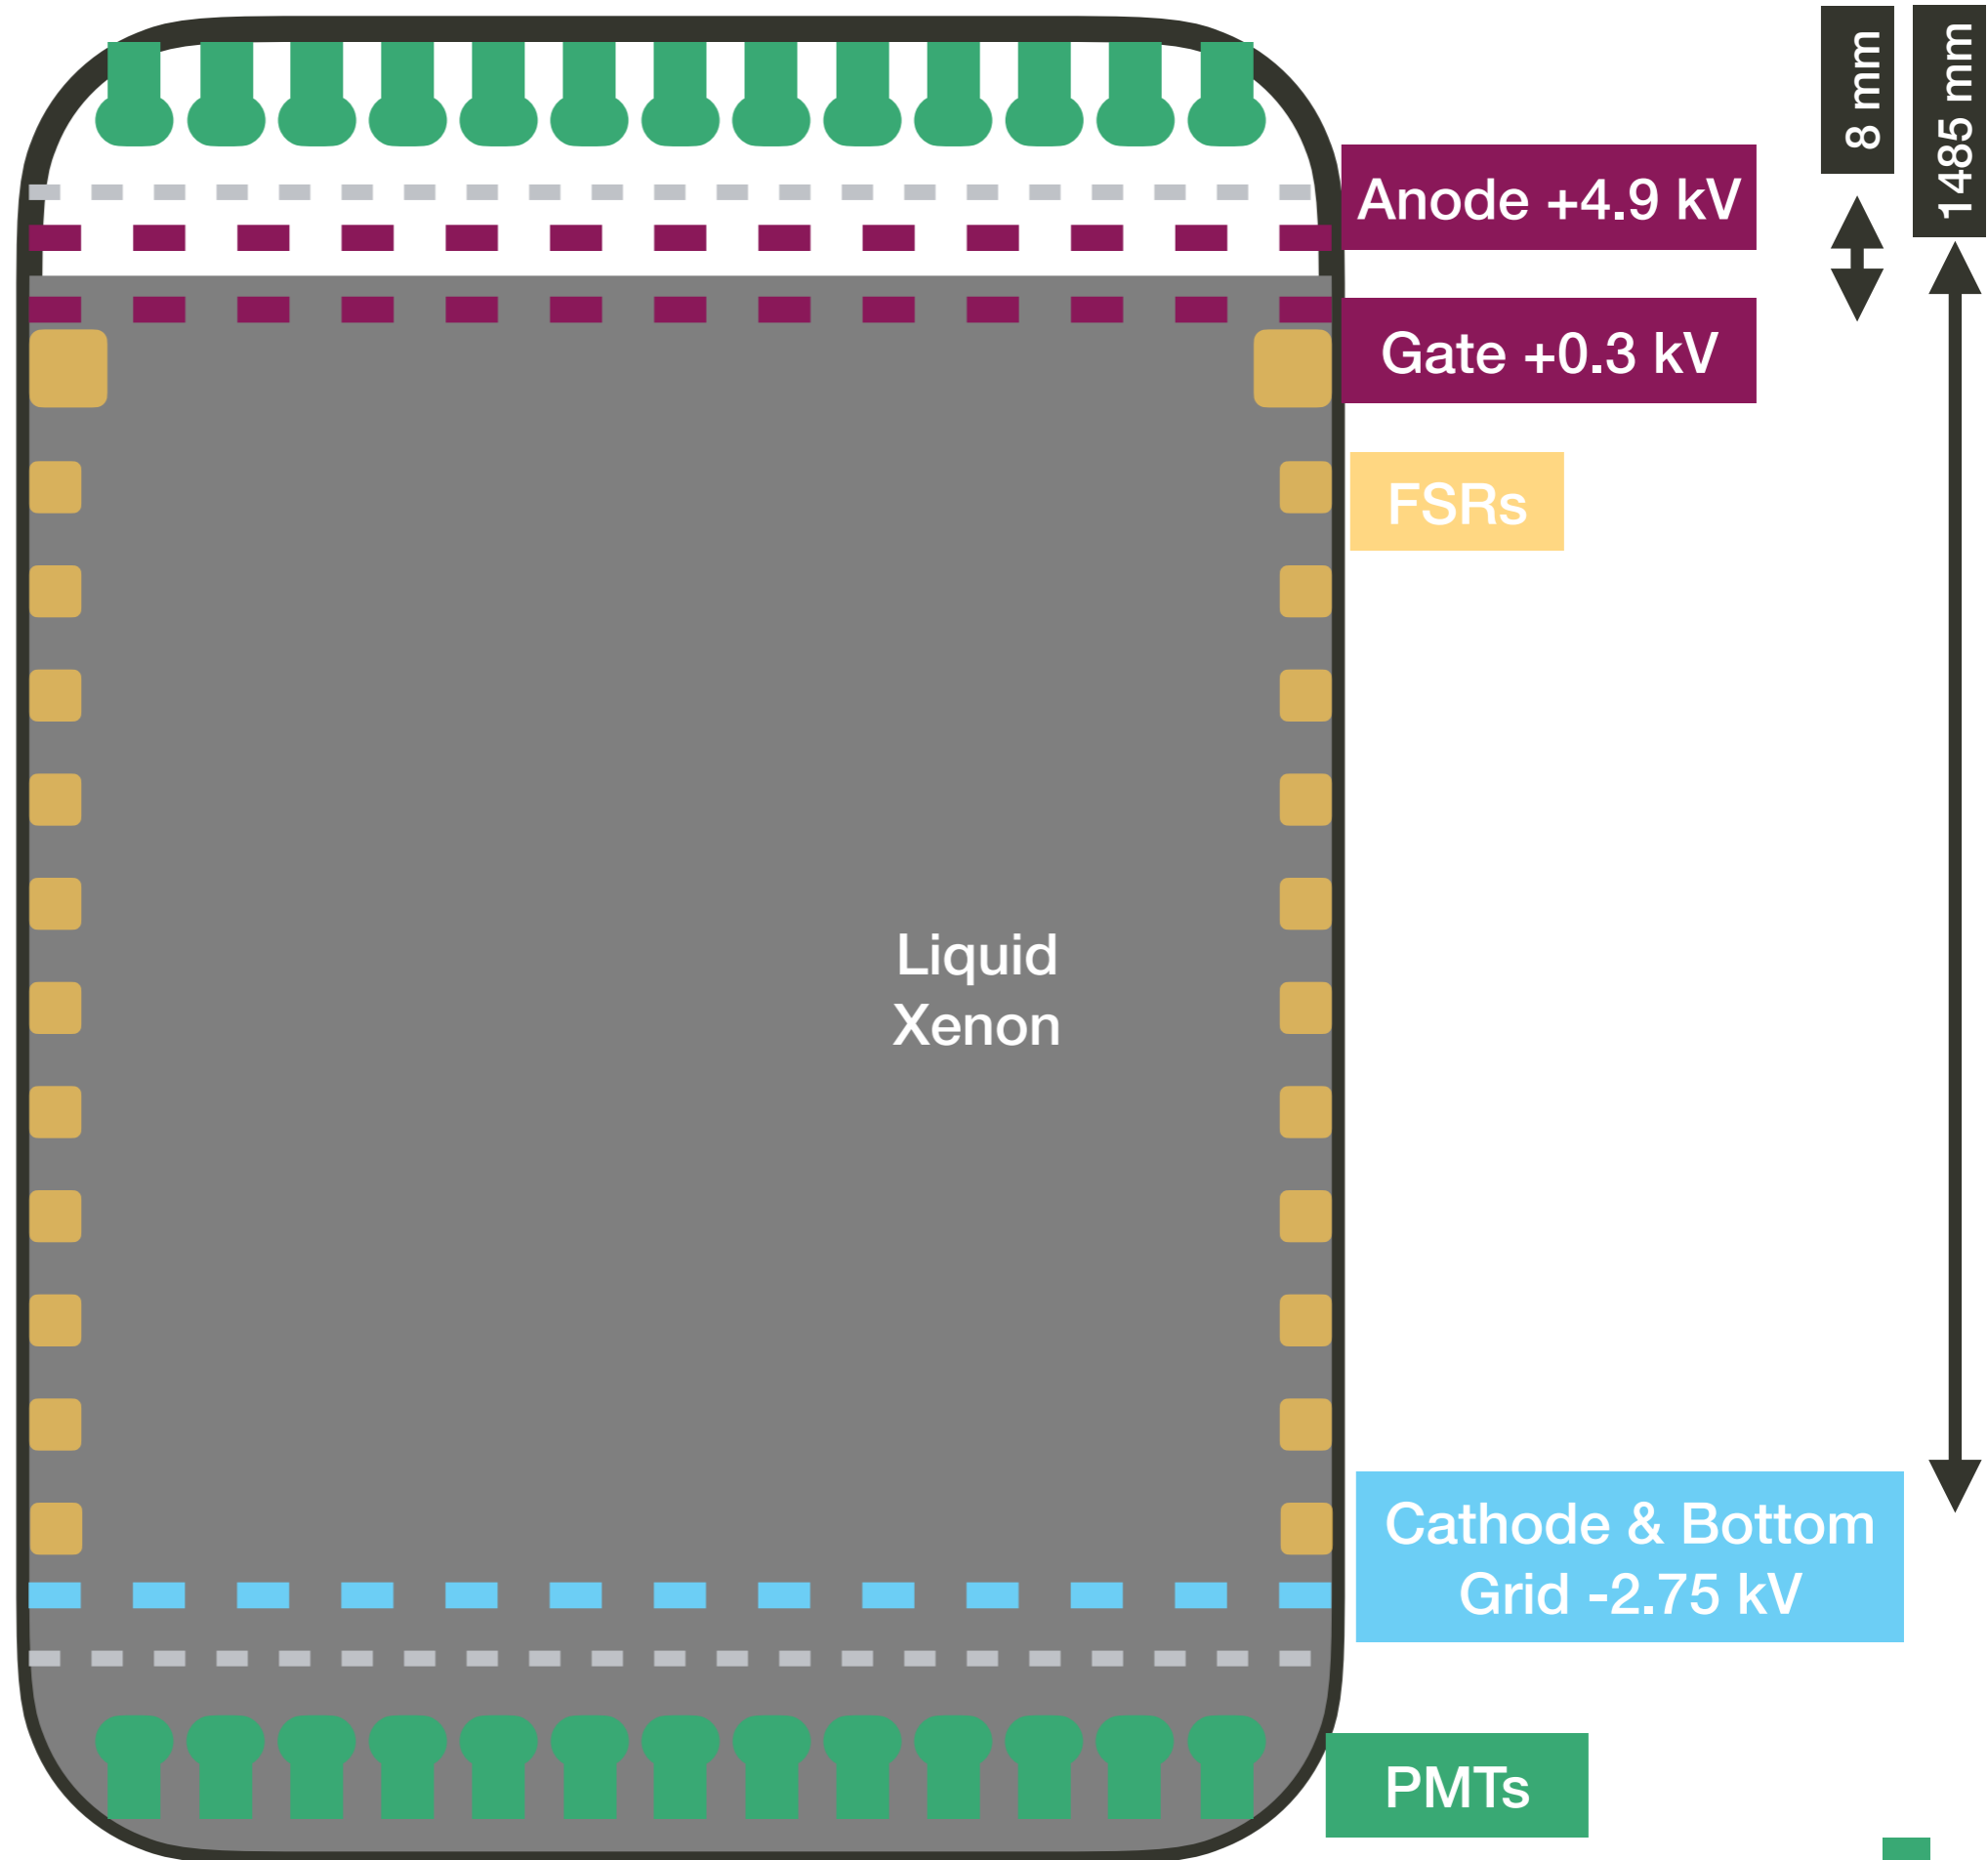 8 mm
1485 mm
Anode +4.9 kV
Gate +0.3 kV
FSRs
Liquid
Xenon
Cathode & Bottom
Grid -2.75 kV
PMTs